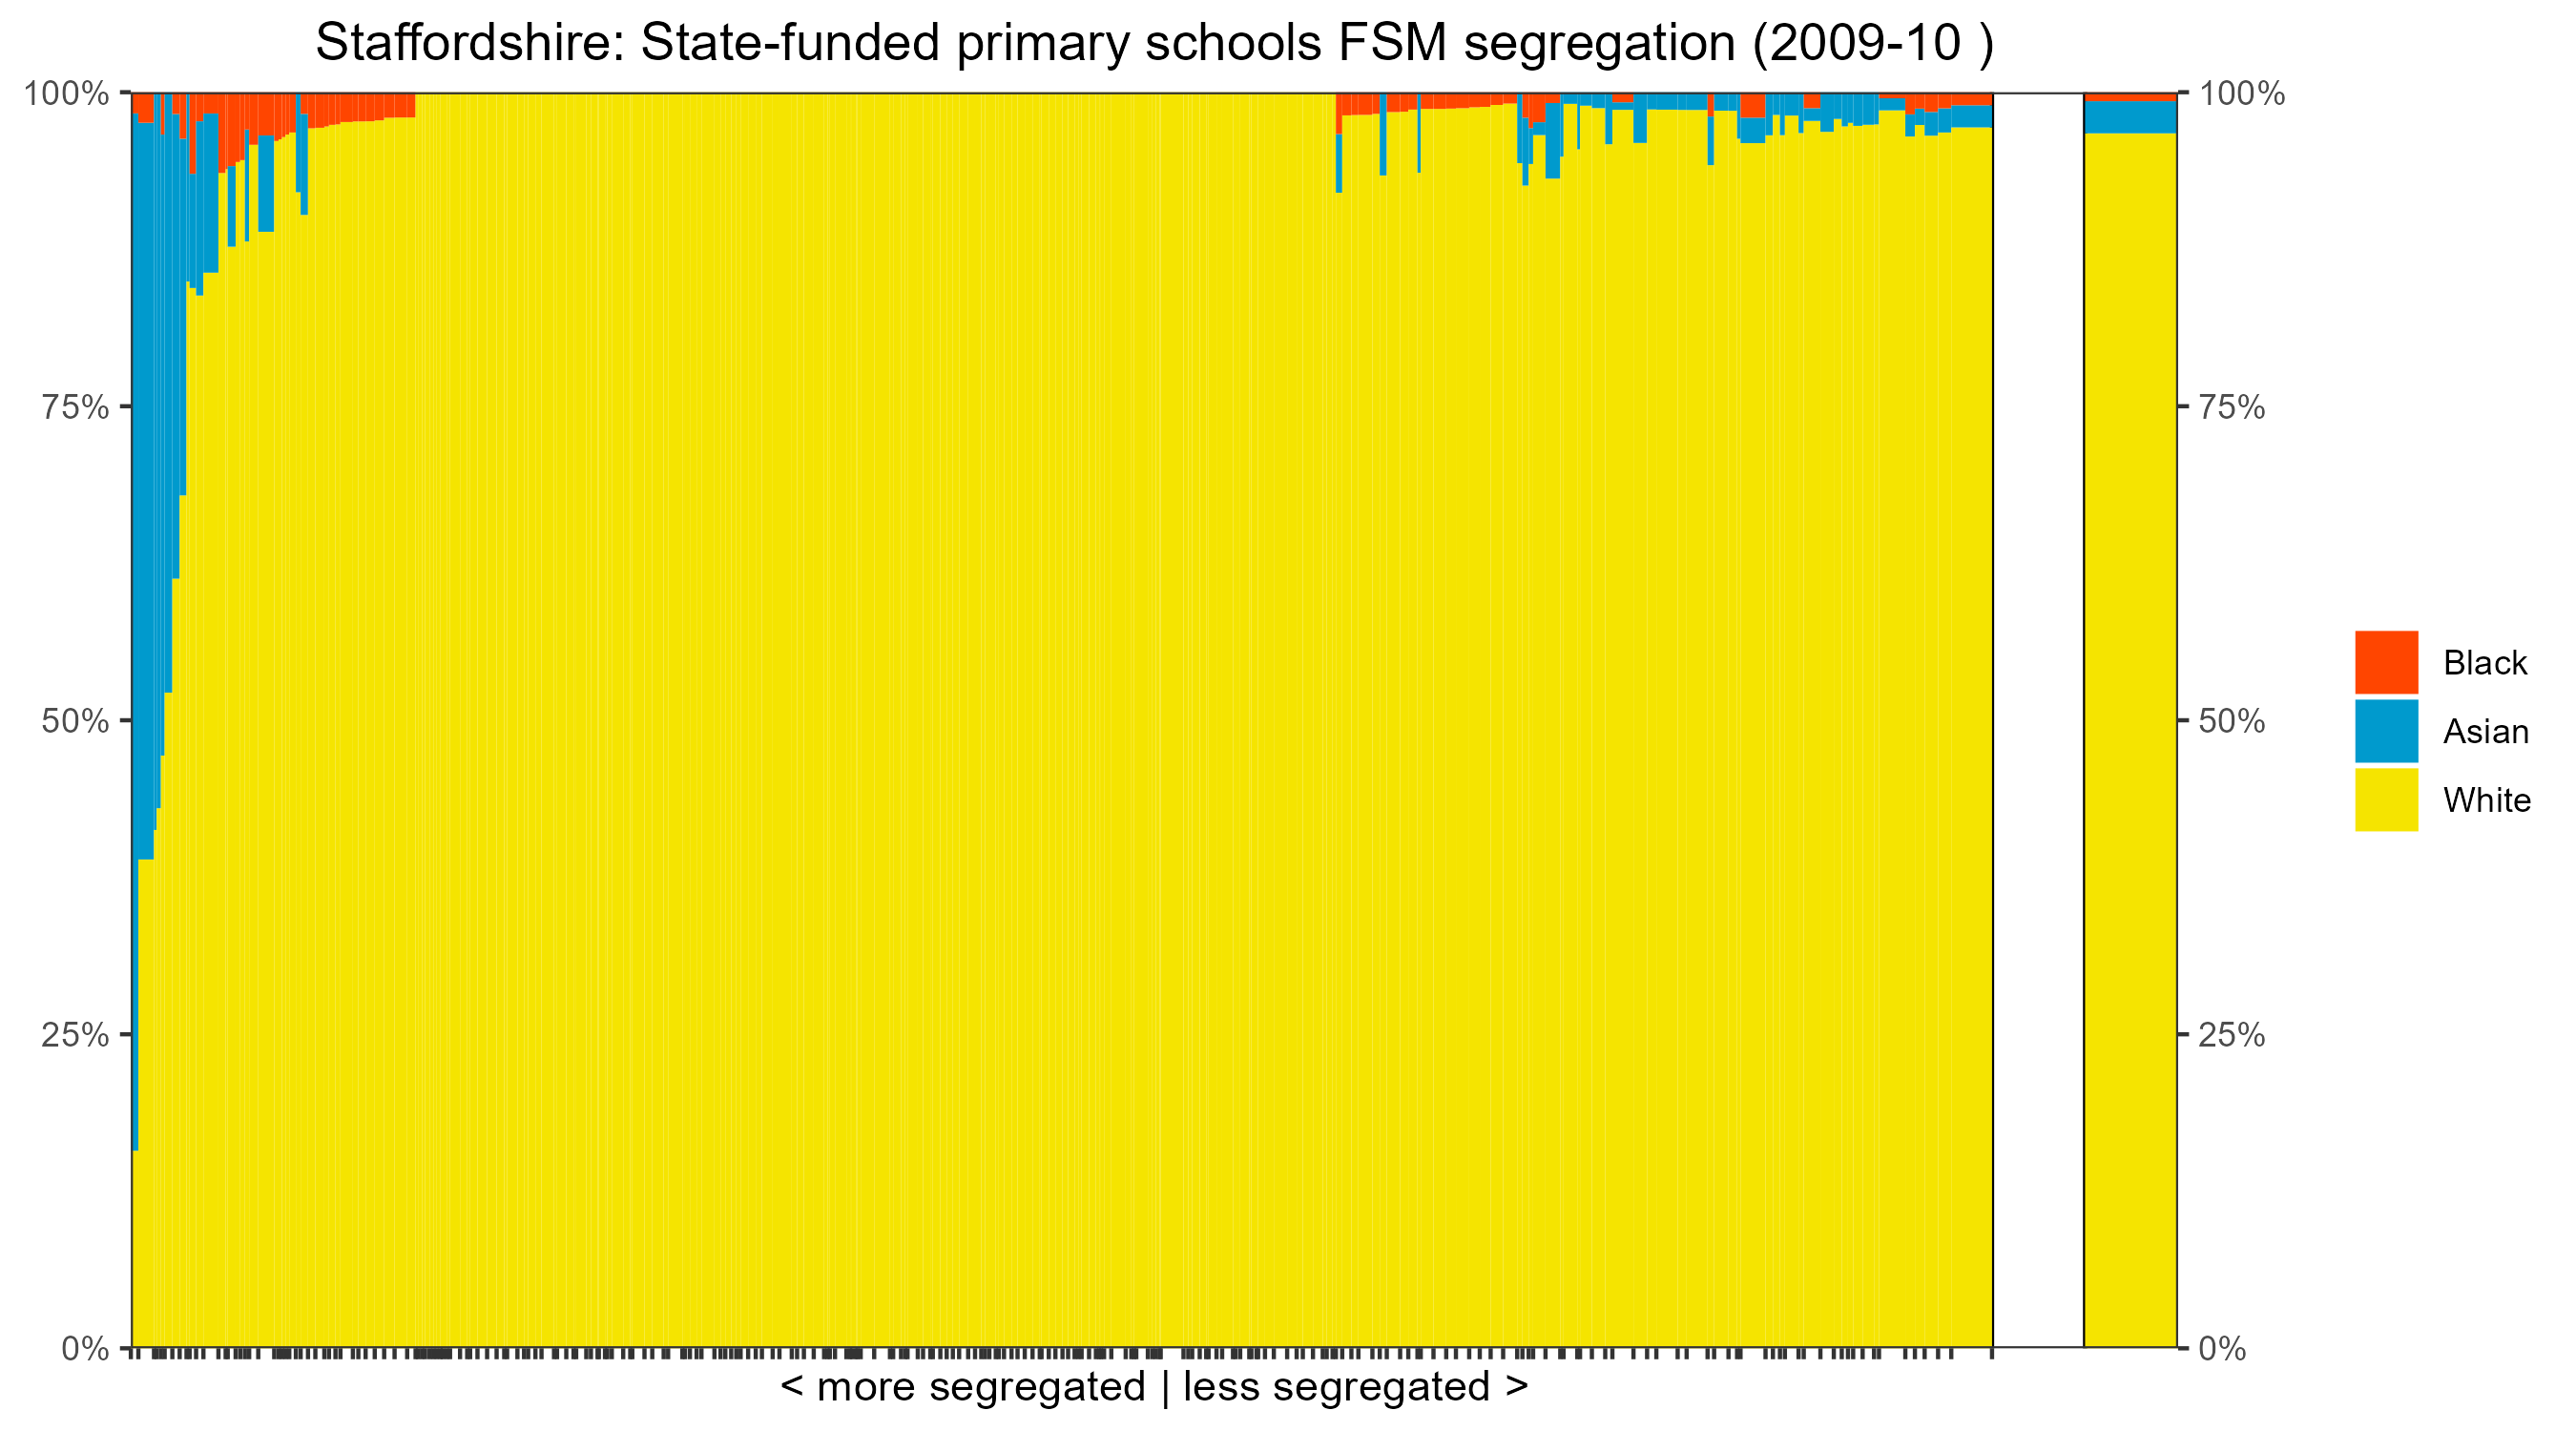 Staffordshire: State-funded primary schools FSM segregation (2009-10 )
100%
75%
50%
25%
0%
100%
75%
50%
25%
0%
Black
Asian
White
< more segregated | less segregated >